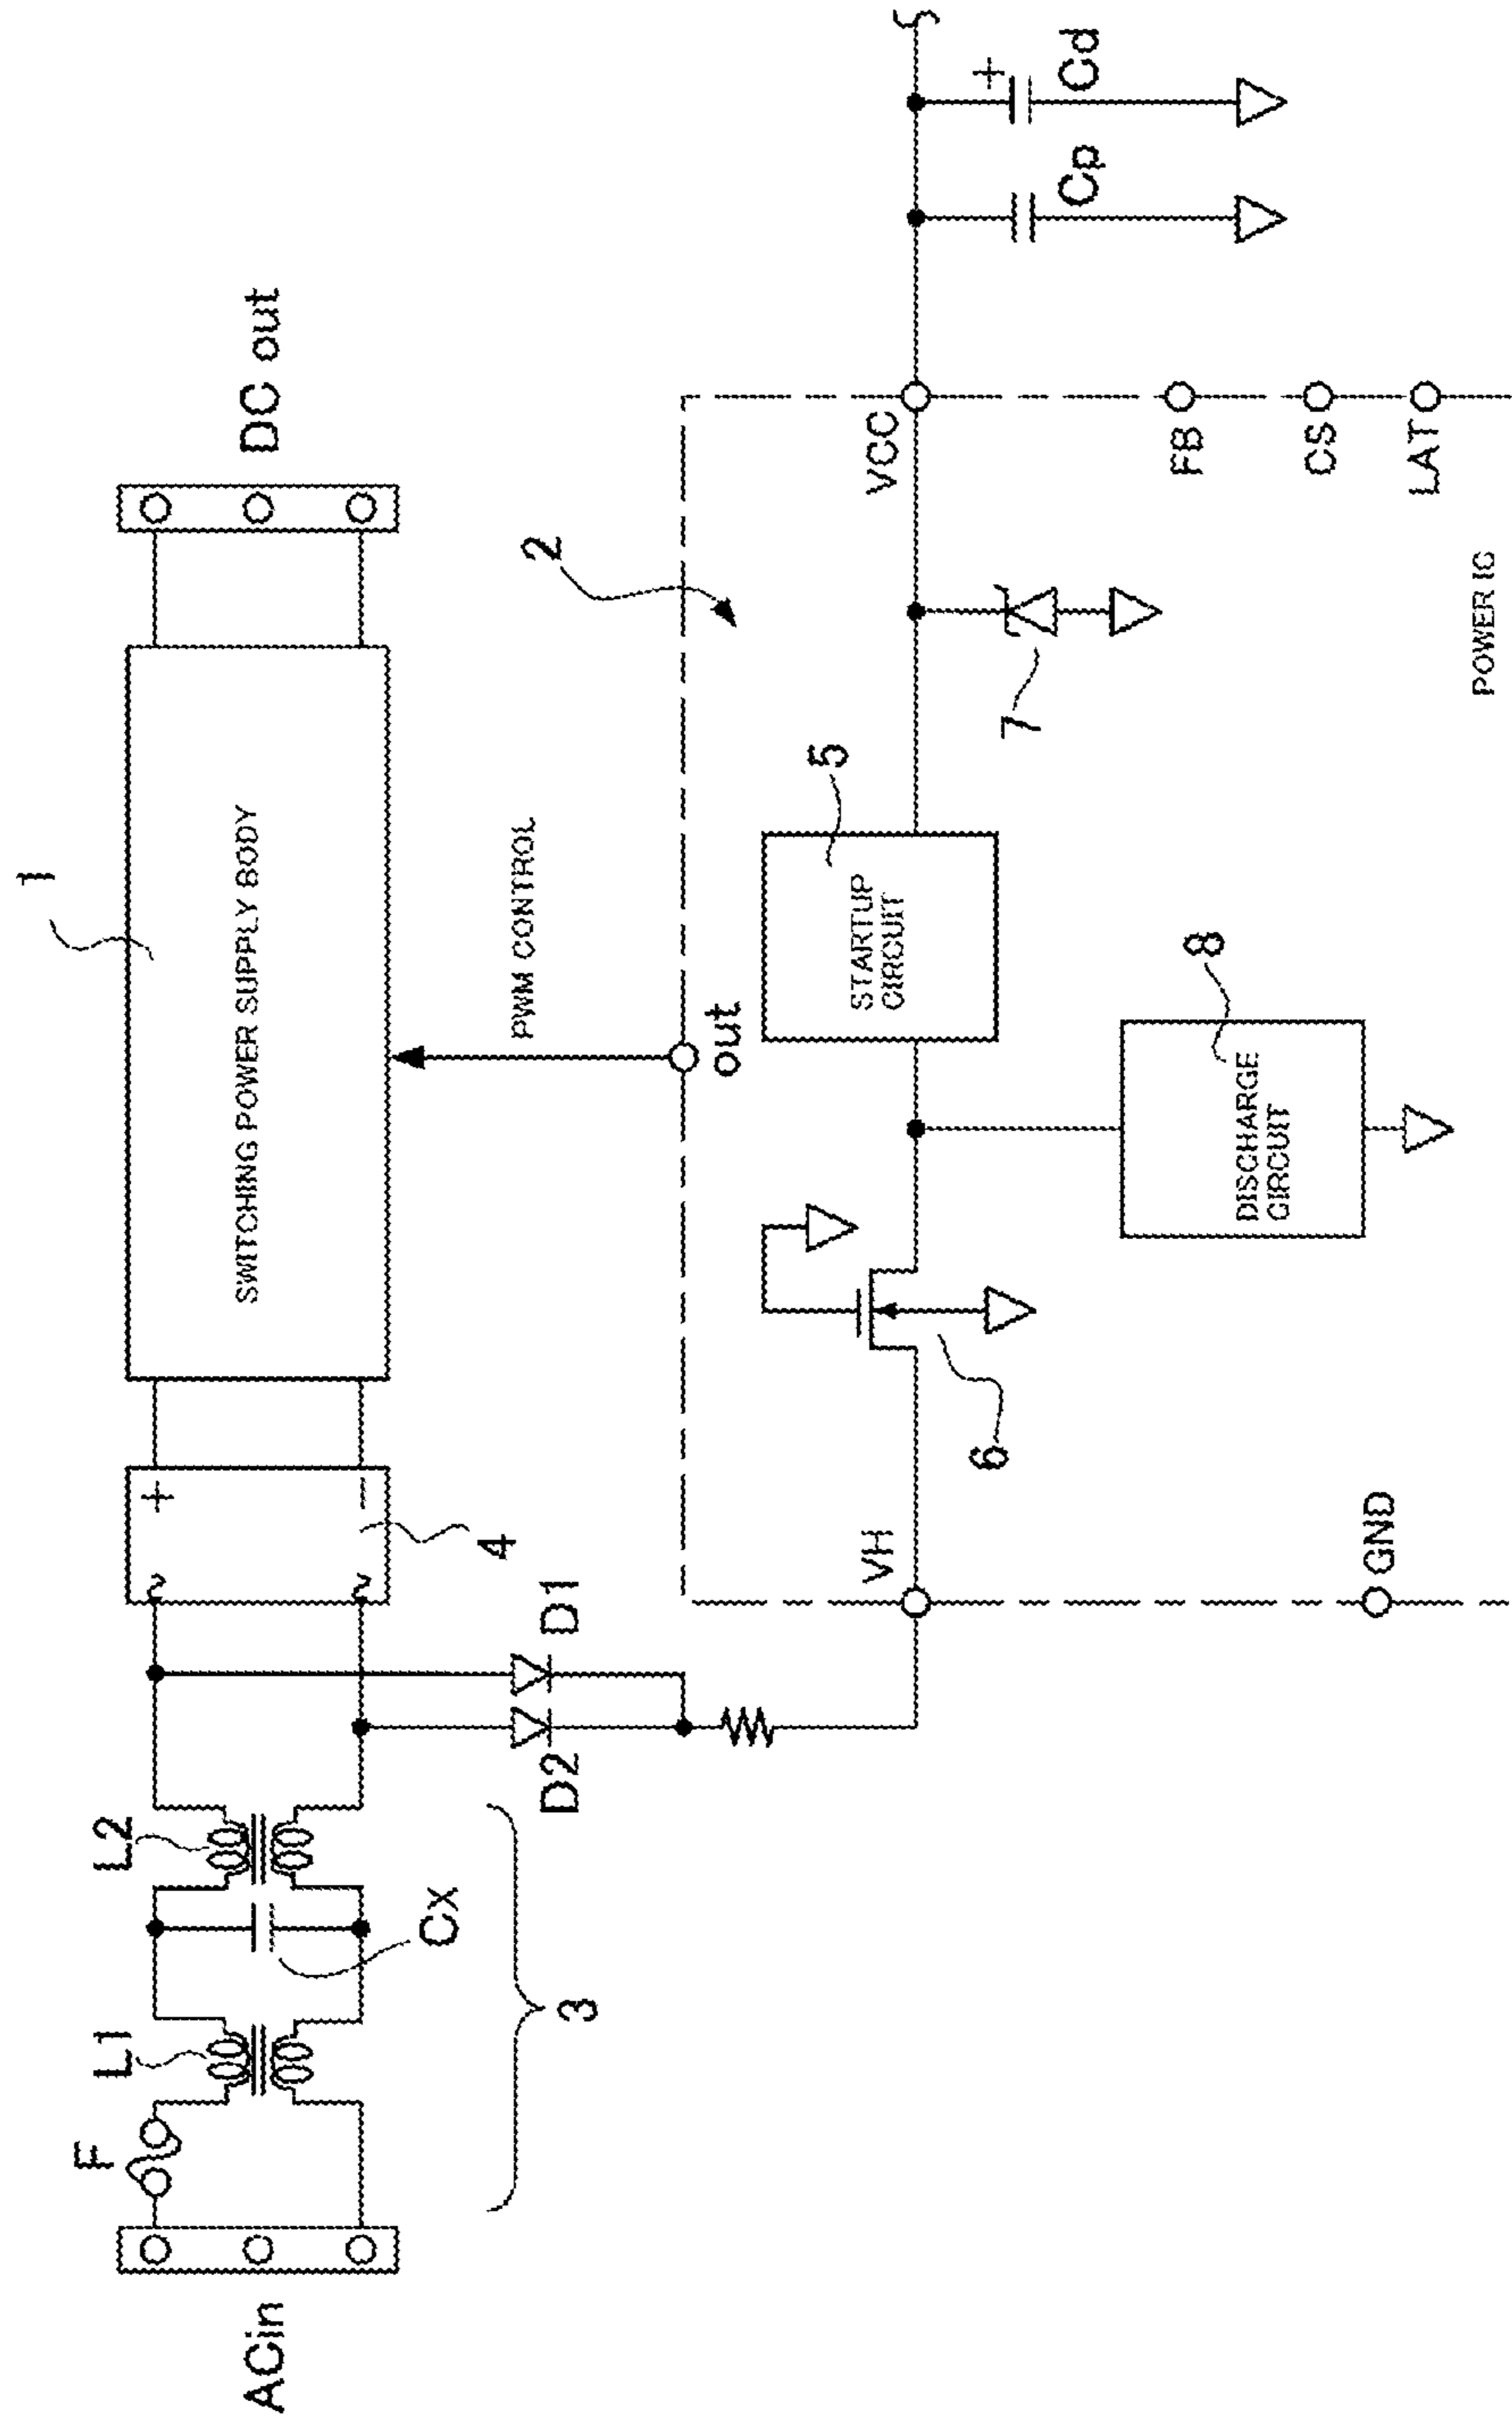 1
SWITCHING POWER SUPPLY BODY
DC out
ACin
F
L1
L2
Cx
3
4
+
−
~
~
D1
D2
PWM CONTROL
out
2
VH
VCC
6
5
STARTUP
CIRCUIT
7
8
DISCHARGE
CIRCUIT
+
Cp
Cd
FB
CS
LAT
GND
POWER IC